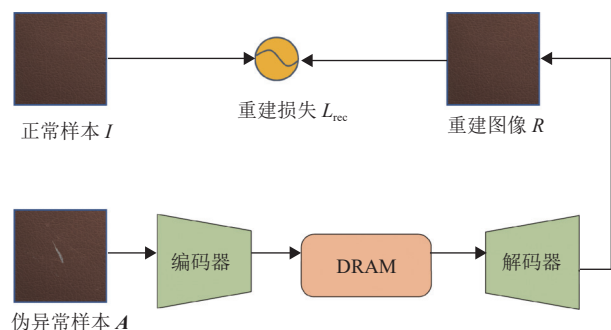 重建损失 Lrec
正常样本 I
重建图像 R
编码器
DRAM
解码器
伪异常样本 A